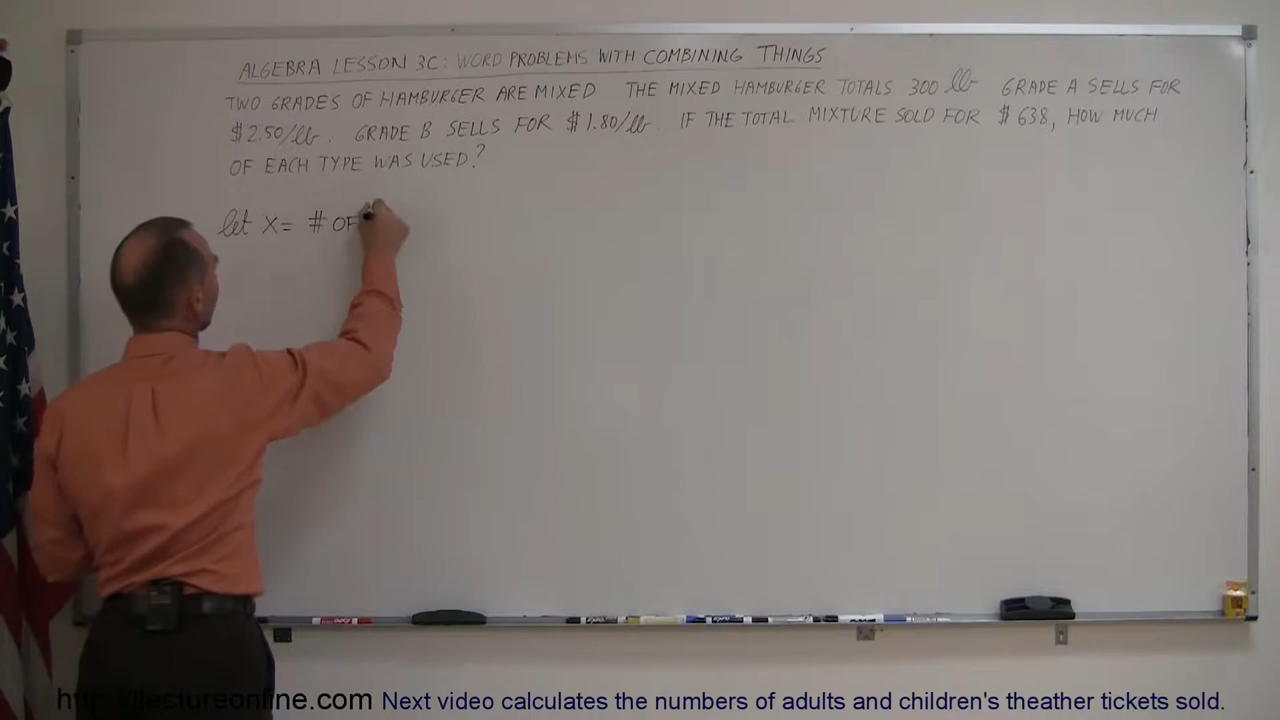 ALGEBRA LESSON 3C: WORD PROBLEMS WITH COMBINING THINGS
TWO GRADES OF HAMBURGER ARE MIXED. THE MIXED HAMBURGER TOTALS 300 lb GRADE A SELLS FOR
$2.50/lb. GRADE B SELLS FOR $1.80/lb. IF THE TOTAL MIXTURE SOLD FOR $638, HOW MUCH
OF EACH TYPE WAS USED?
let X = # OF
http://ilectureonline.com Next video calculates the numbers of adults and children's theather tickets sold.